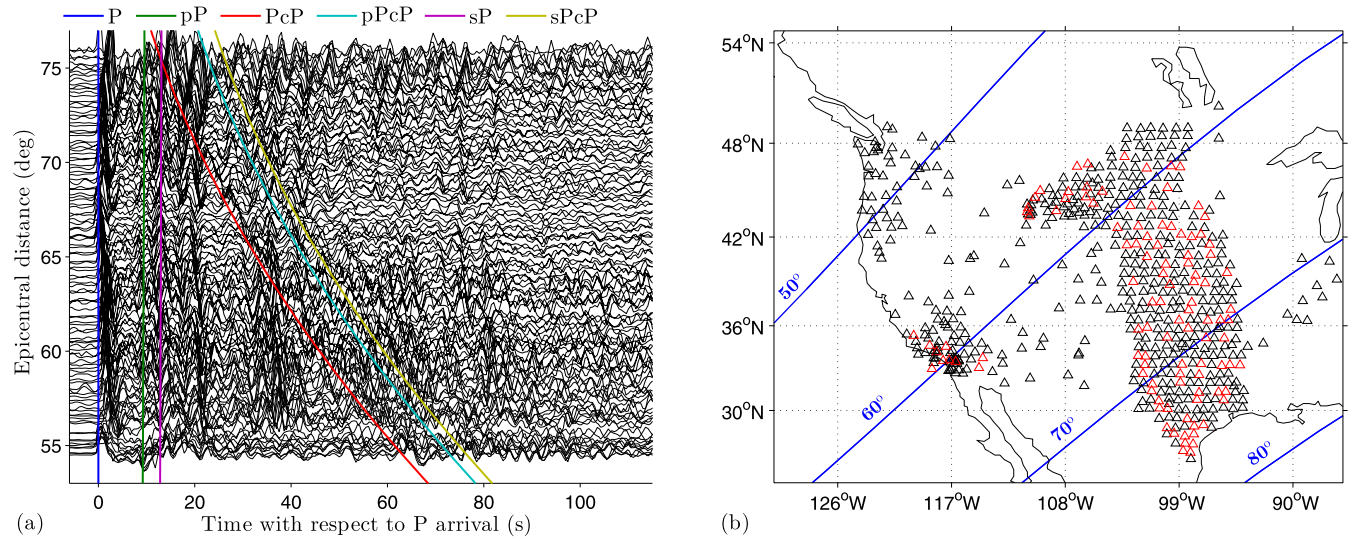 P pP PcP pPcP sP sPcP
75
70
65
60
55
Epicentral distance (deg)
0 20 40 60 80 100
Time with respect to P arrival (s)
(a)
54°N
48°N
42°N
36°N
30°N
50°
60°
70°
80°
126°W 117°W 108°W 99°W 90°W
(b)